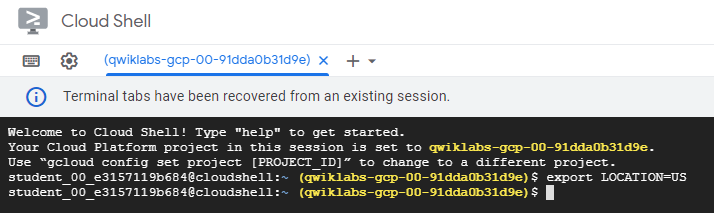 Cloud Shell
(qwiklabs-gcp-00-91dda0b31d9e) × + ▾
Terminal tabs have been recovered from an existing session.
Welcome to Cloud Shell! Type "help" to get started.
Your Cloud Platform project in this session is set to qwiklabs-gcp-00-91dda0b31d9e.
Use “gcloud config set project [PROJECT_ID]” to change to a different project.
student_00_e3157119b684@cloudshell:~ (qwiklabs-gcp-00-91dda0b31d9e)$ export LOCATION=US
student_00_e3157119b684@cloudshell:~ (qwiklabs-gcp-00-91dda0b31d9e)$